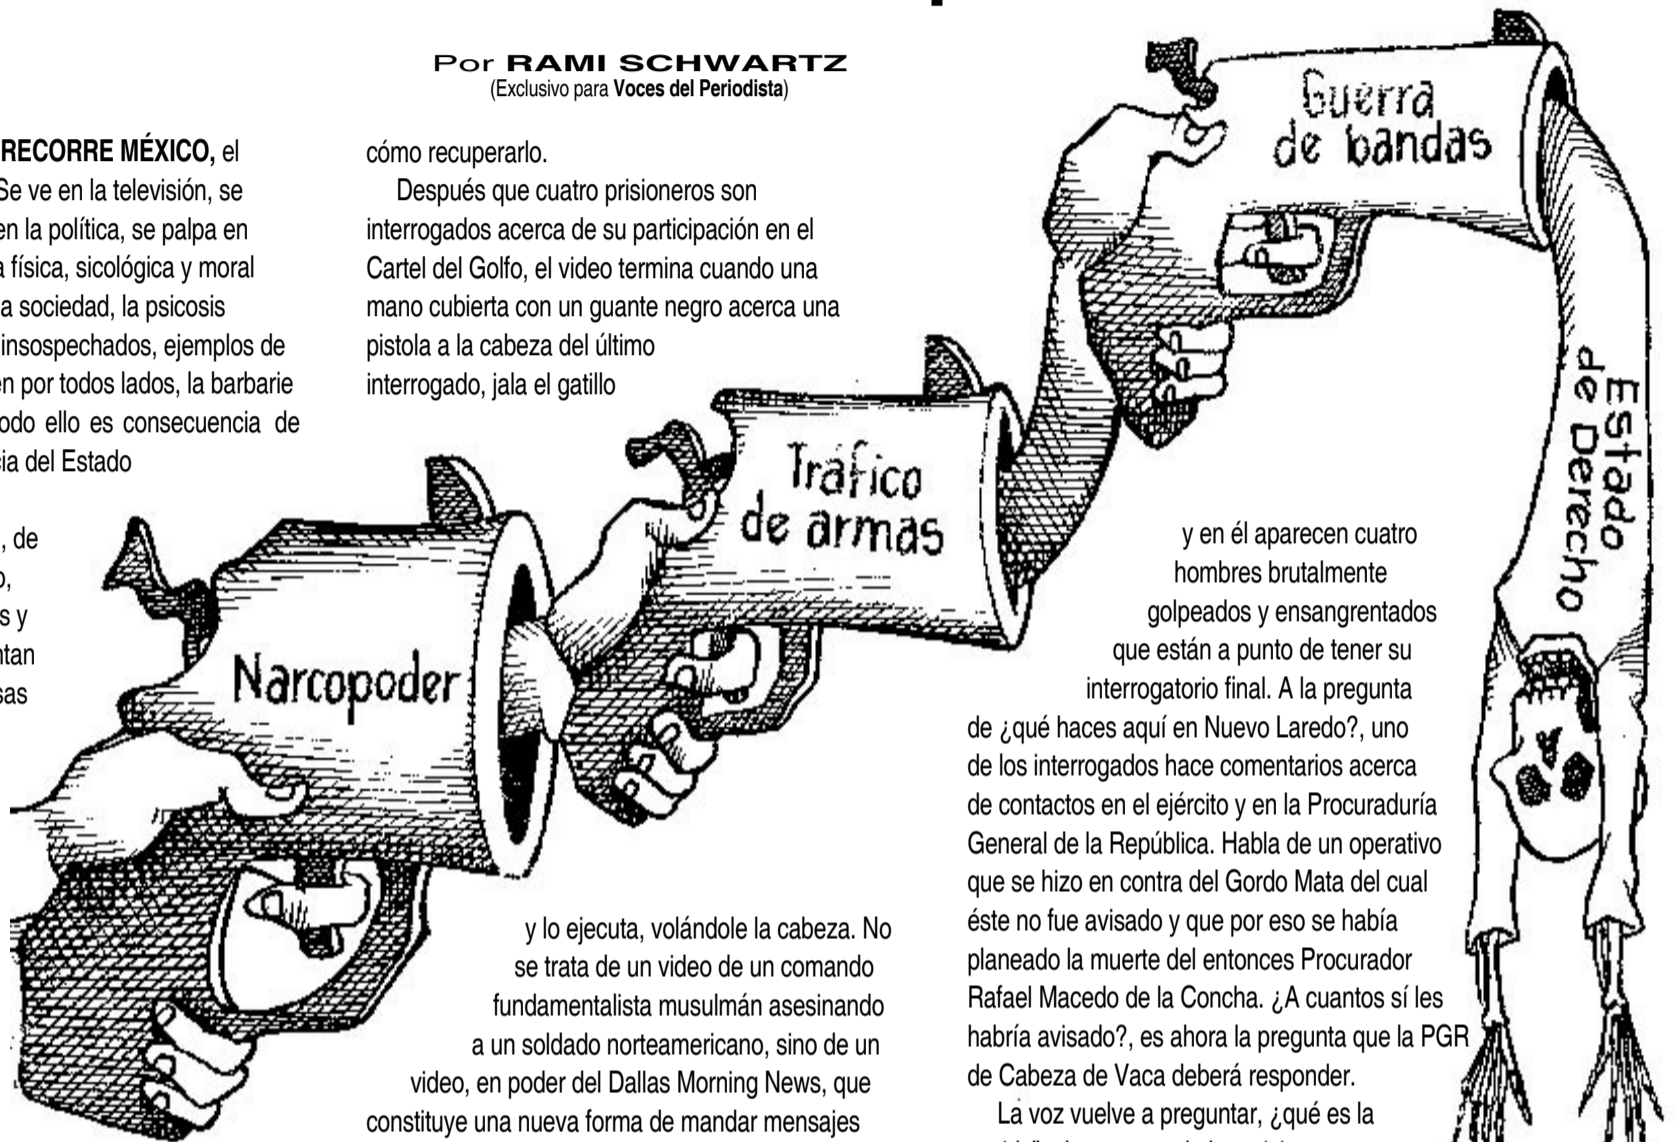 Por RAMI SCHWARTZ
(Exclusivo para Voces del Periodista)
RECORRE MÉXICO, el
Se ve en la televisión, se
en la política, se palpa en
física, sicológica y moral
a sociedad, la psicosis
insospechados, ejemplos de
por todos lados, la barbarie
odo ello es consecuencia de
cia del Estado
, de
o,
s y
ntan
sas
cómo recuperarlo.
Después que cuatro prisioneros son
interrogados acerca de su participación en el
Cartel del Golfo, el video termina cuando una
mano cubierta con un guante negro acerca una
pistola a la cabeza del último
interrogado, jala el gatillo
y lo ejecuta, volándole la cabeza. No
se trata de un video de un comando
fundamentalista musulmán asesinando
a un soldado norteamericano, sino de un
video, en poder del Dallas Morning News, que
constituye una nueva forma de mandar mensajes
y en él aparecen cuatro
hombres brutalmente
golpeados y ensangrentados
que están a punto de tener su
interrogatorio final. A la pregunta
de ¿qué haces aquí en Nuevo Laredo?, uno
de los interrogados hace comentarios acerca
de contactos en el ejército y en la Procuraduría
General de la República. Habla de un operativo
que se hizo en contra del Gordo Mata del cual
éste no fue avisado y que por eso se había
planeado la muerte del entonces Procurador
Rafael Macedo de la Concha. ¿A cuantos sí les
habría avisado?, es ahora la pregunta que la PGR
de Cabeza de Vaca deberá responder.
La voz vuelve a preguntar, ¿qué es la
Narcopoder
Tráfico
de armas
Guerra
de bandas
Estado
de Derecho